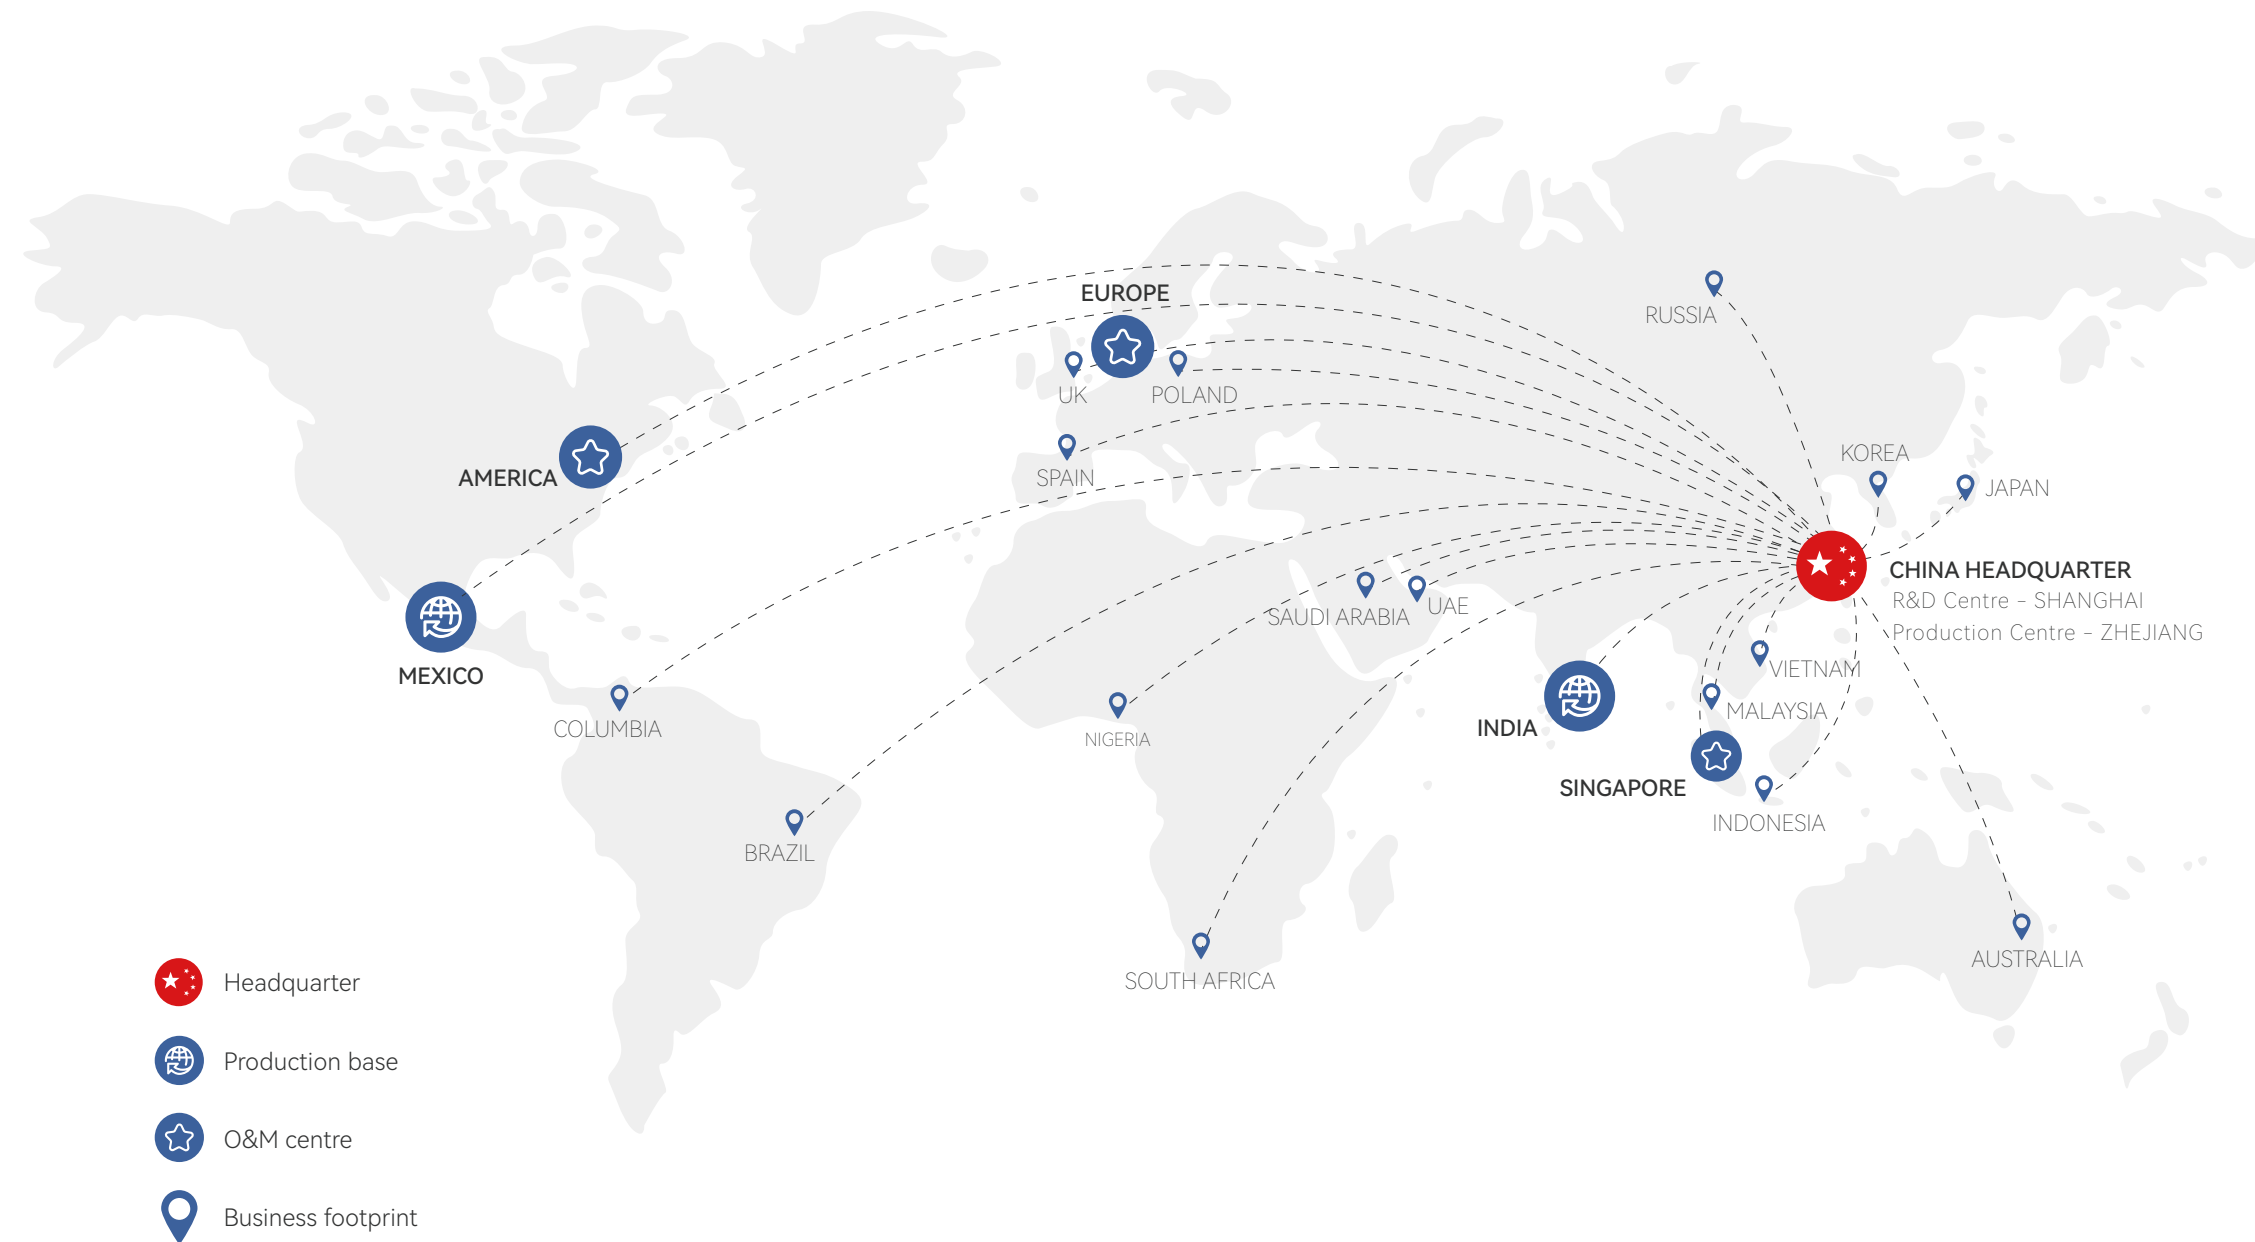 EUROPE
RUSSIA
UK
POLAND
KOREA
AMERICA
SPAIN
JAPAN
CHINA HEADQUARTER
R&D Centre - SHANGHAI
Production Centre - ZHEJIANG
SAUDI ARABIA
UAE
MEXICO
VIETNAM
COLUMBIA
NIGERIA
INDIA
MALAYSIA
SINGAPORE
INDONESIA
BRAZIL
SOUTH AFRICA
AUSTRALIA
Headquarter
Production base
O&M centre
Business footprint